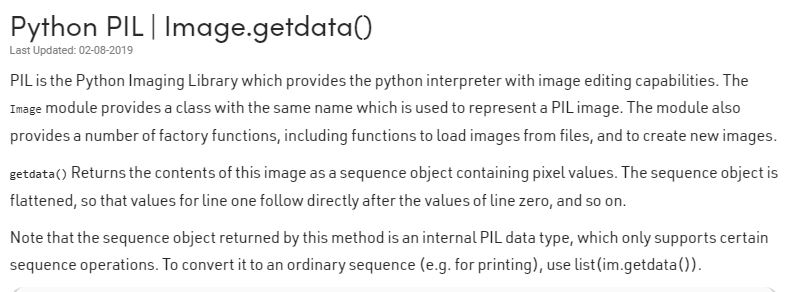 Python PIL | Image.getdata()
Last Updated: 02-08-2019
PIL is the Python Imaging Library which provides the python interpreter with image editing capabilities. The
Image module provides a class with the same name which is used to represent a PIL image. The module also
provides a number of factory functions, including functions to load images from files, and to create new images.
getdata() Returns the contents of this image as a sequence object containing pixel values. The sequence object is
flattened, so that values for line one follow directly after the values of line zero, and so on.
Note that the sequence object returned by this method is an internal PIL data type, which only supports certain
sequence operations. To convert it to an ordinary sequence (e.g. for printing), use list(im.getdata()).